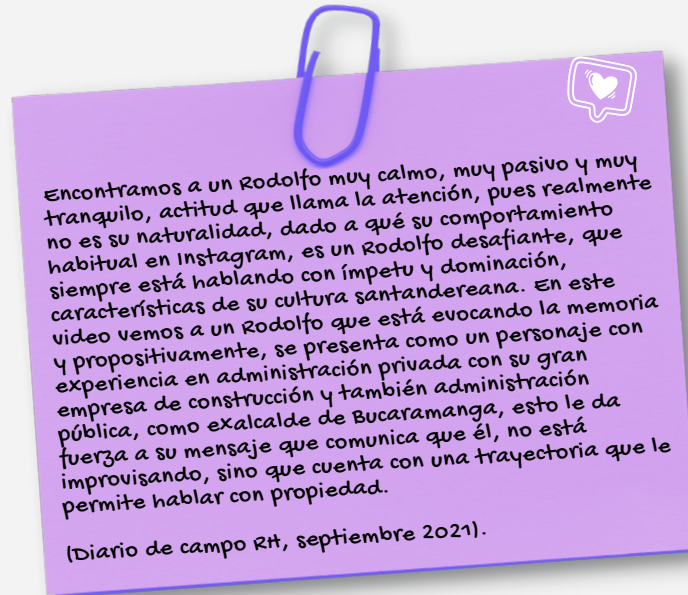 Encontramos a un Rodolfo muy calmo, muy pasivo y muy
tranquilo, actitud que llama la atención, pues realmente
no es su naturalidad, dado a qué su comportamiento
habitual en Instagram, es un Rodolfo desafiante, que
siempre está hablando con ímpetu y dominación,
características de su cultura santandereana. En este
video vemos a un Rodolfo que está evocando la memoria
y propositivamente, se presenta como un personaje con
experiencia en administración privada con su gran
empresa de construcción y también administración
pública, como exalcalde de Bucaramanga, esto le da
fuerza a su mensaje que comunica que él, no está
improvisando, sino que cuenta con una trayectoria que le
permite hablar con propiedad.
(Diario de campo RH, septiembre 2021).